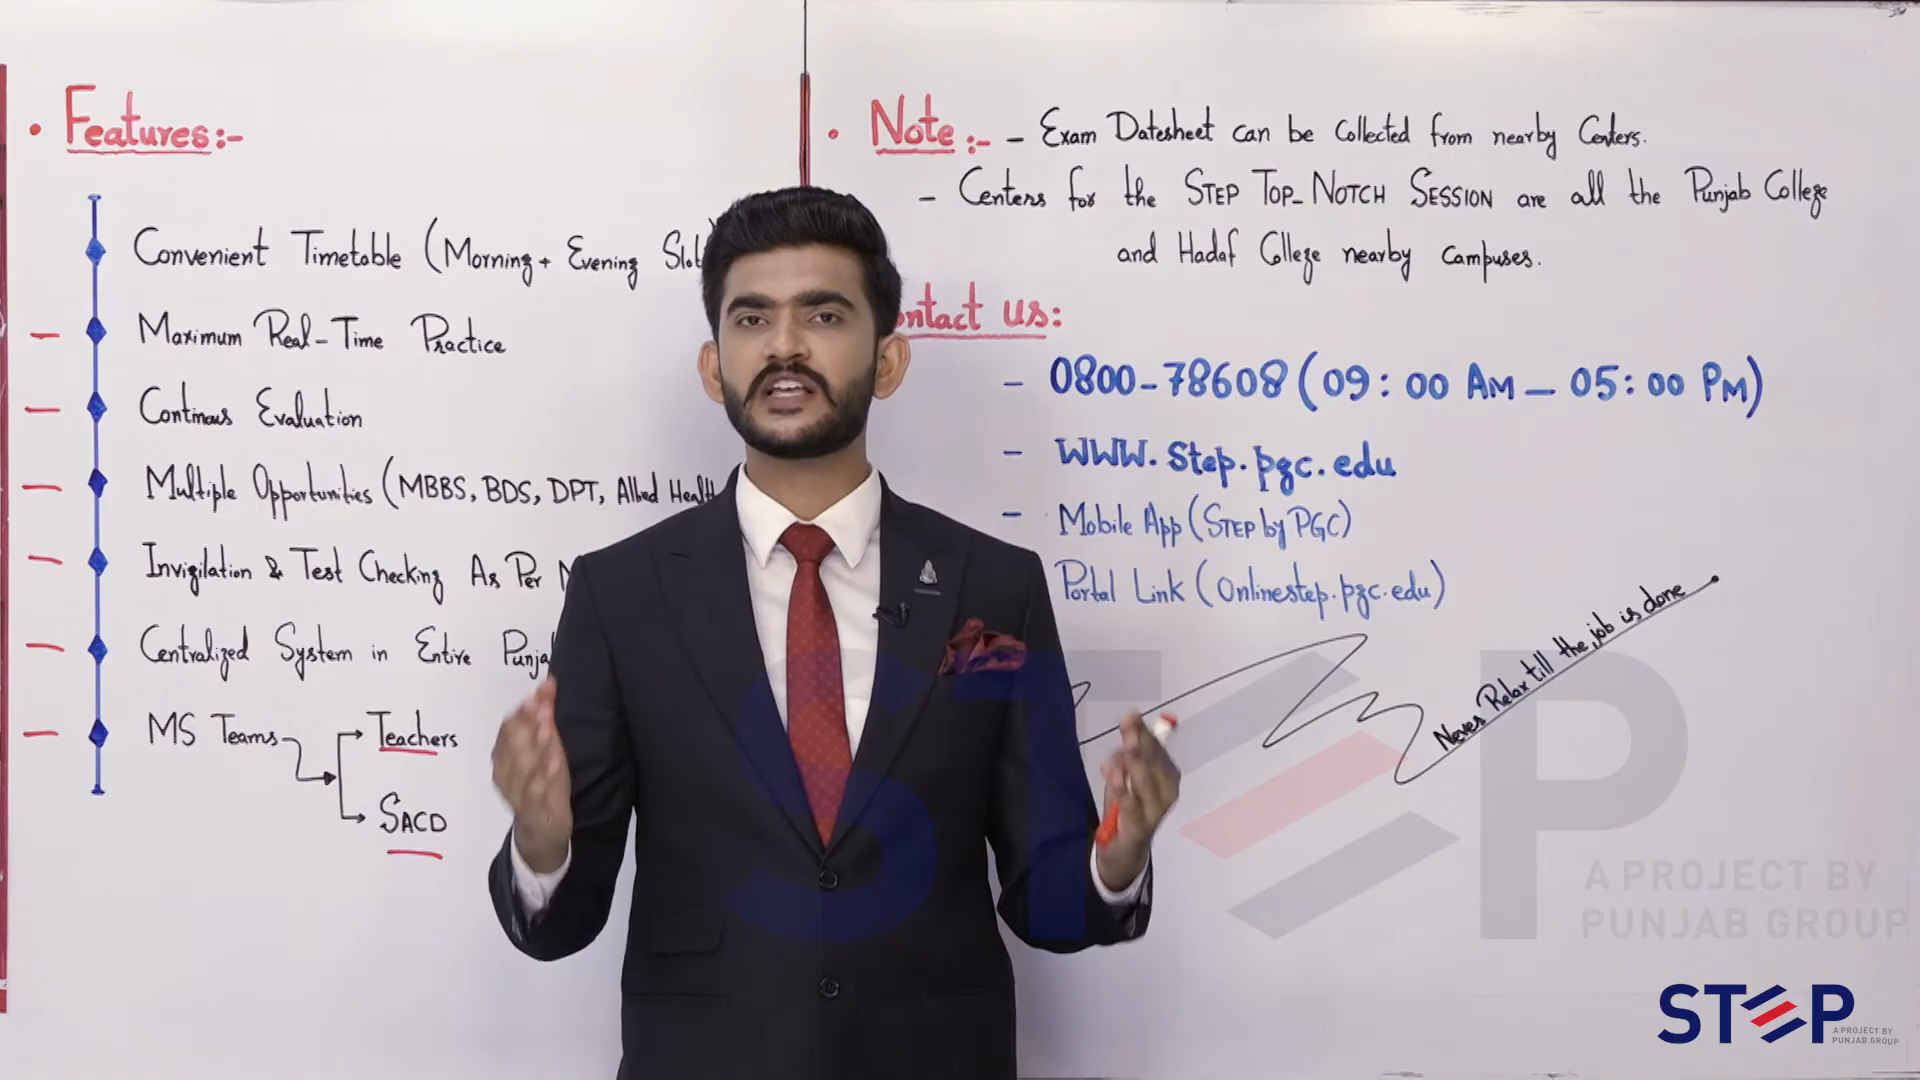 • Features:-
Convenient Timetable (Morning + Evening Slot
Maximum Real-Time Practice
Continous Evaluation
Multiple Opportunities (MBBS, BDS, DPT, Allied Health
Invigilation & Test Checking As Per
Centralized System in Entire Punja
MS Teams
Teachers
SACD
• Note:- - Exam Datesheet can be Collected from nearby Centers.
- Centers for the STEP TOP-NOTCH SESSION are all the Punjab College
and Hadaf College nearby campuses.
ontact us:
- 0800-78608 (09:00 AM - 05:00 PM)
- WWW.Step.pgc.edu
- Mobile App (STEP by PGC)
Portal Link (Onlinestep.pgc.edu)
Never Relax till the job is done
STEP
A PROJECT BY
PUNJAB GROUP
STEP
A PROJECT BY
PUNJAB GROUP